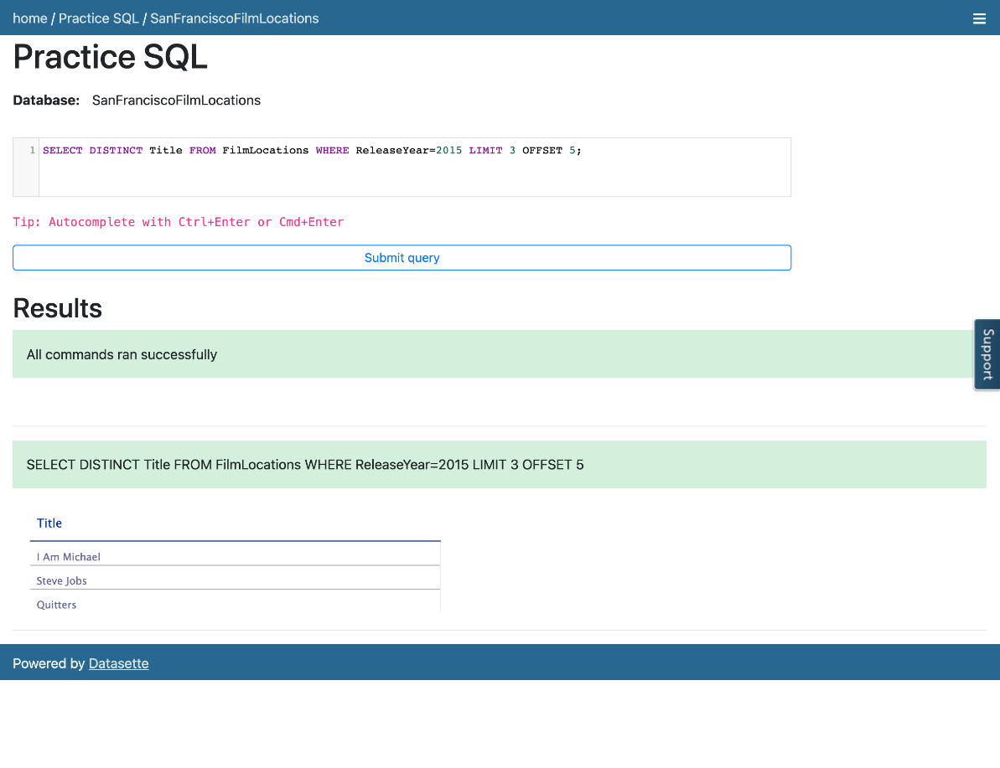 home / Practice SQL / SanFranciscoFilmLocations
Practice SQL
Database: SanFranciscoFilmLocations
1 SELECT DISTINCT Title FROM FilmLocations WHERE ReleaseYear=2015 LIMIT 3 OFFSET 5;
Tip: Autocomplete with Ctrl+Enter or Cmd+Enter
Submit query
Results
All commands ran successfully
Support
SELECT DISTINCT Title FROM FilmLocations WHERE ReleaseYear=2015 LIMIT 3 OFFSET 5
Title
I Am Michael
Steve Jobs
Quitters
Powered by Datasette